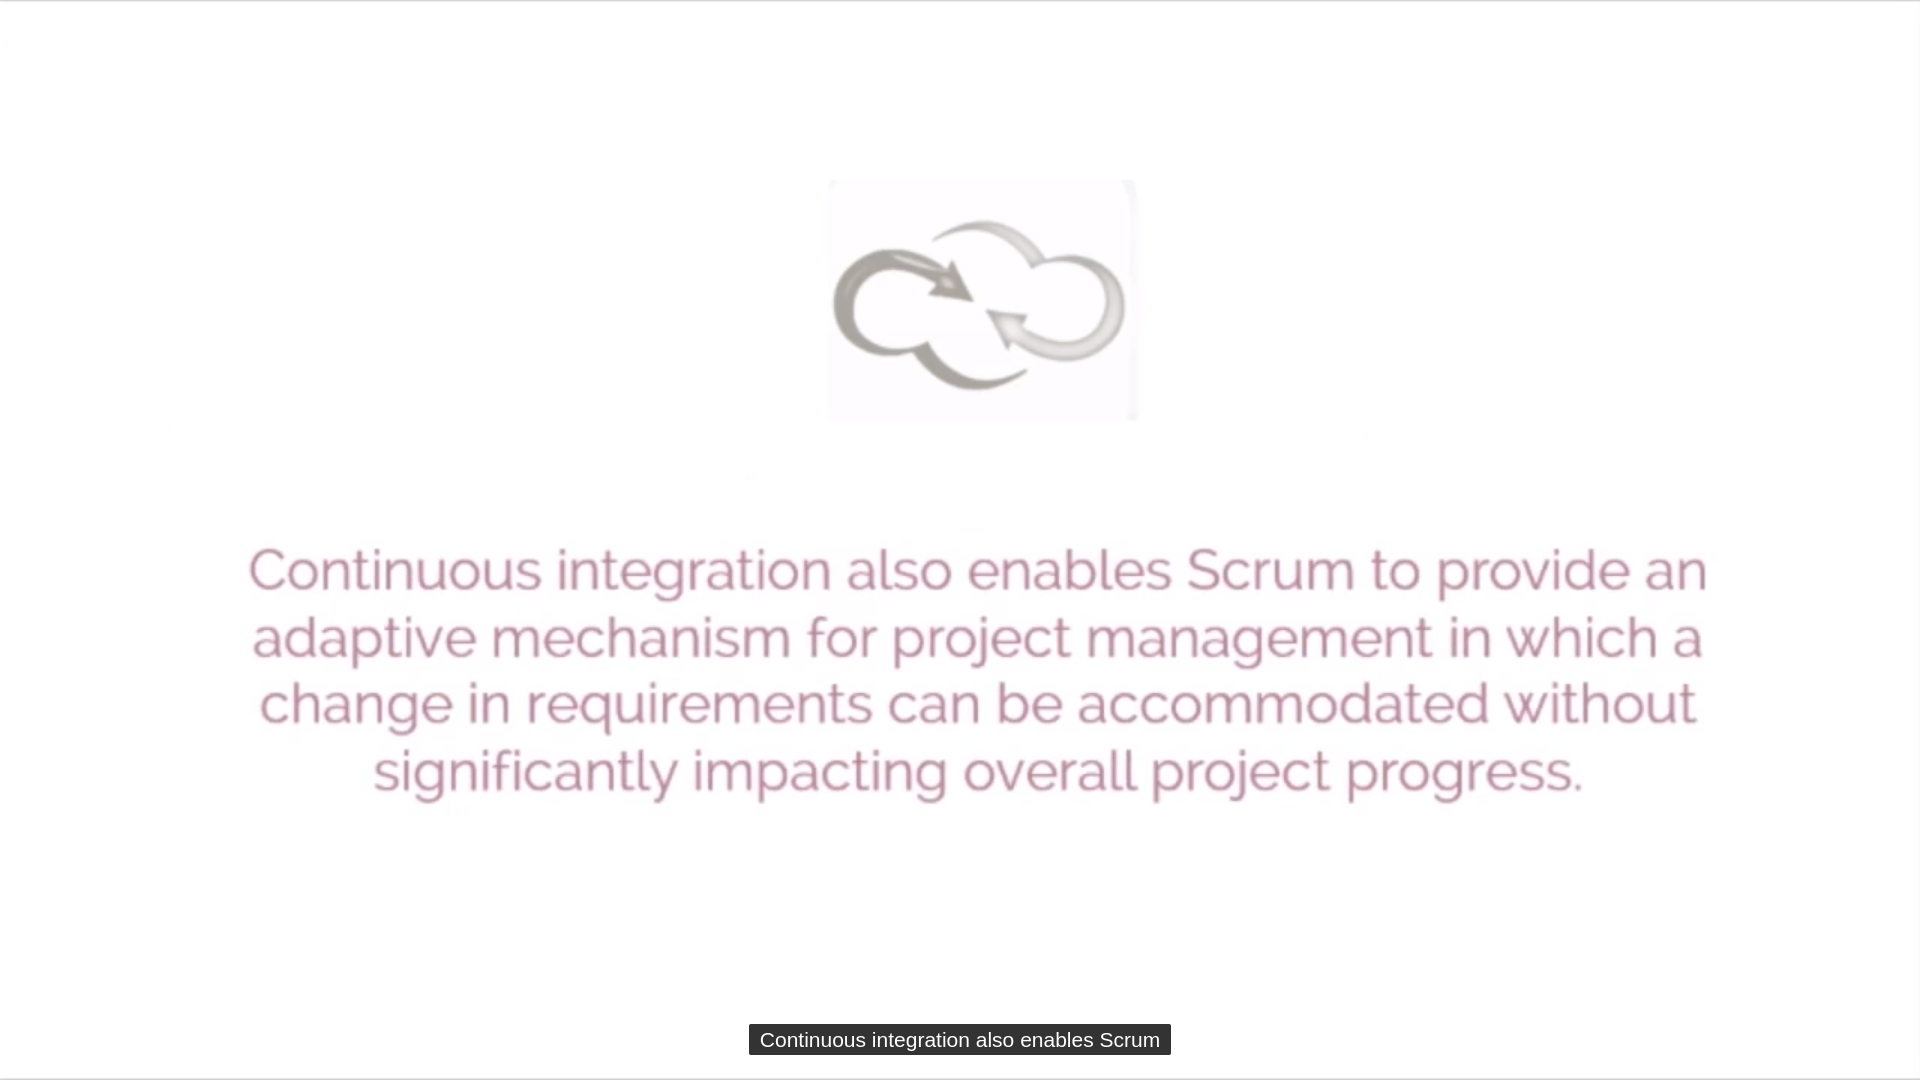 Continuous integration also enables Scrum to provide an
adaptive mechanism for project management in which a
change in requirements can be accommodated without
significantly impacting overall project progress.
Continuous integration also enables Scrum